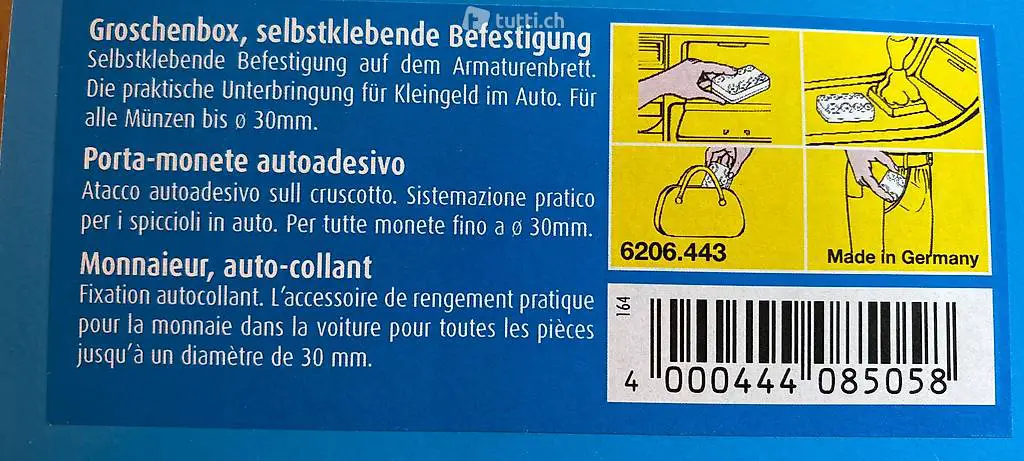 tutti.ch
Groschenbox, selbstklebende Befestigung
Selbstklebende Befestigung auf dem Armaturenbrett.
Die praktische Unterbringung für Kleingeld im Auto. Für
alle Münzen bis ø 30mm.
Porta-monete autoadesivo
Atacco autoadesivo sull cruscotto. Sistemazione pratico
per i spiccioli in auto. Per tutte monete fino a ø 30mm.
Monnaieur, auto-collant
Fixation autocollant. L'accessoire de rengement pratique
pour la monnaie dans la voiture pour toutes les pièces
jusqu'à un diamètre de 30 mm.
6206.443
Made in Germany
164
4 000444 085058